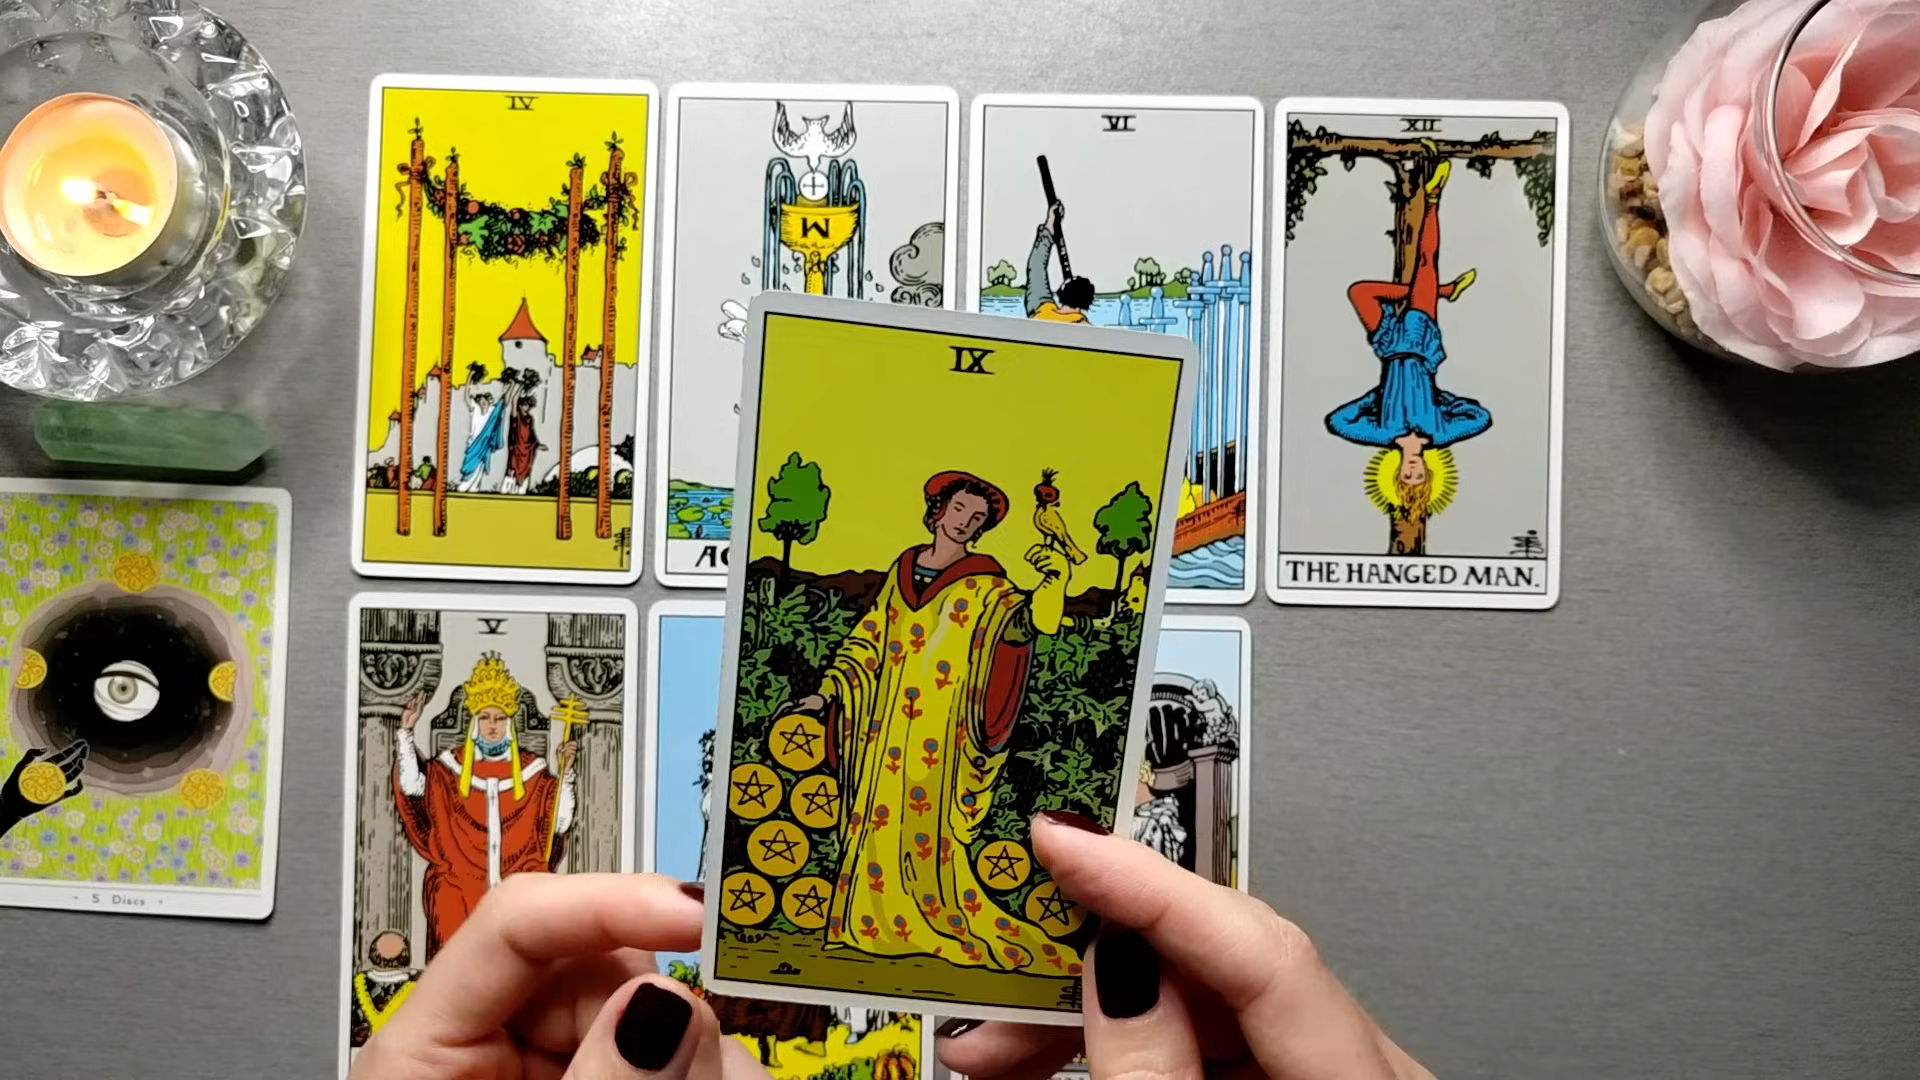 IV
VI
XII
IX
AC
THE HANGED MAN.
V
5 Discs